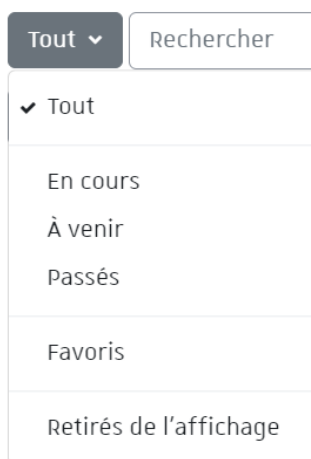 Tout Rechercher
Tout
En cours
À venir
Passés
Favoris
Retirés de l'affichage